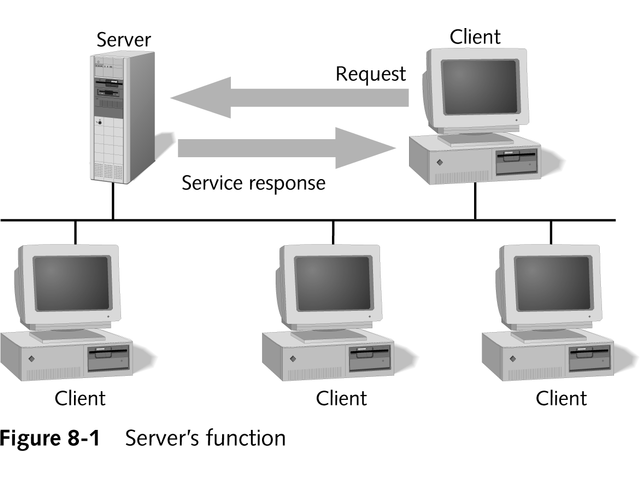 Server
Client
Request
Service response
Client
Client
Client
Figure 8-1 Server's function